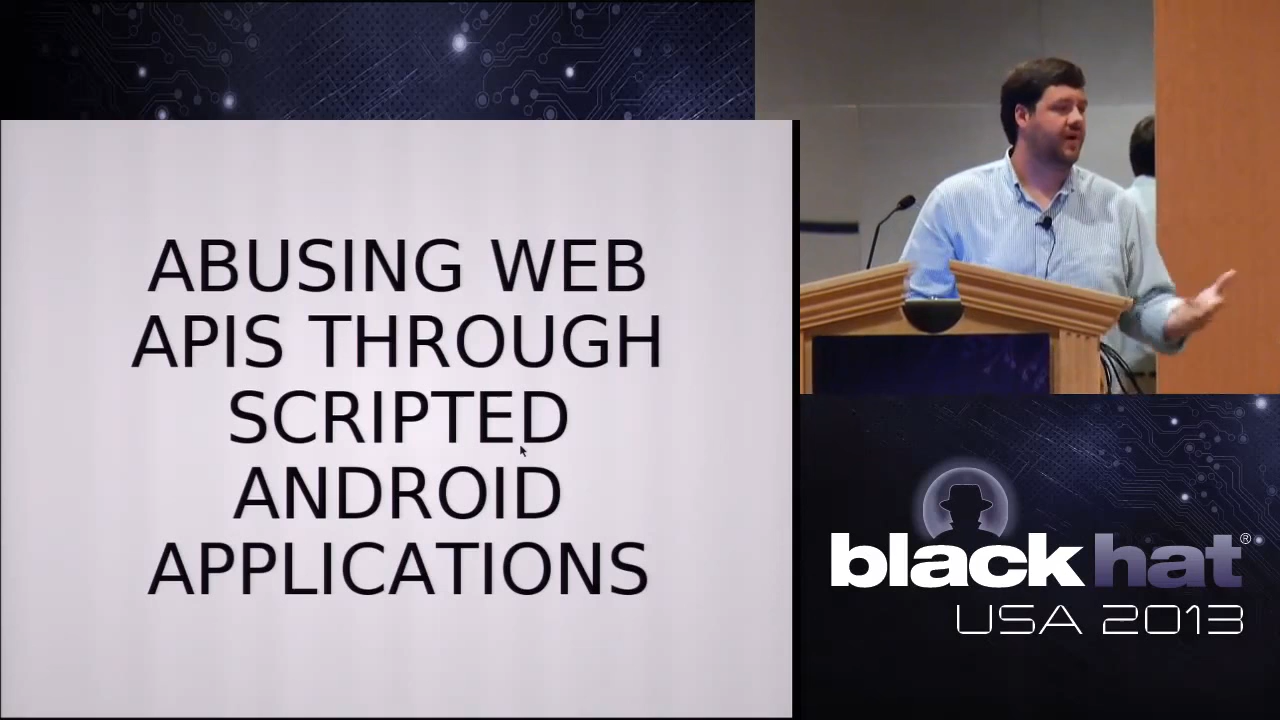 ABUSING WEB
APIS THROUGH
SCRIPTED
ANDROID
APPLICATIONS
black hat®
USA 2013